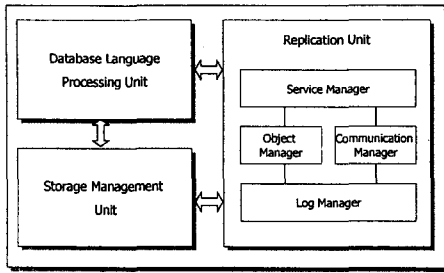 Database Language
Processing Unit
Storage Management
Unit
Replication Unit
Service Manager
Object
Manager
Communication
Manager
Log Manager